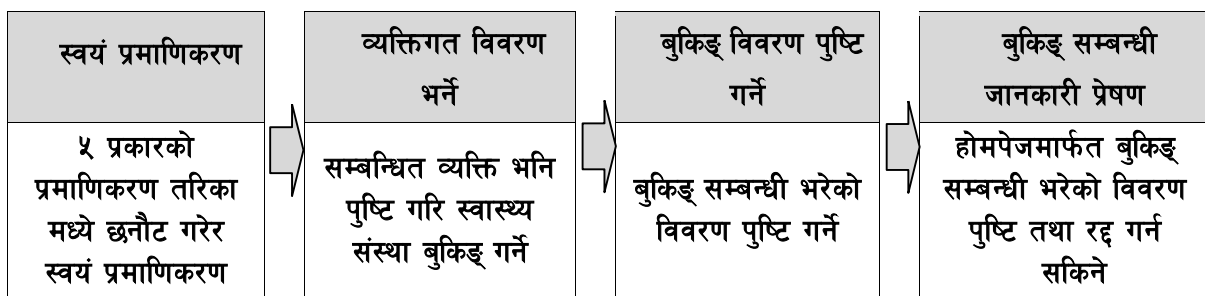 स्वयं प्रमाणिकरण
५ प्रकारको
प्रमाणिकरण तरिका
मध्ये छनौट गरेर
स्वयं प्रमाणिकरण
व्यक्तिगत विवरण
भर्ने
सम्बन्धित व्यक्ति भनि
पुष्टि गरि स्वास्थ्य
संस्था बुकिङ् गर्ने
बुकिङ् विवरण पुष्टि
गर्ने
बुकिङ् सम्बन्धी भरेको
विवरण पुष्टि गर्ने
बुकिङ् सम्बन्धी
जानकारी प्रेषण
होमपेजमार्फत बुकिङ्
सम्बन्धी भरेको विवरण
पुष्टि तथा रद्द गर्न
सकिने